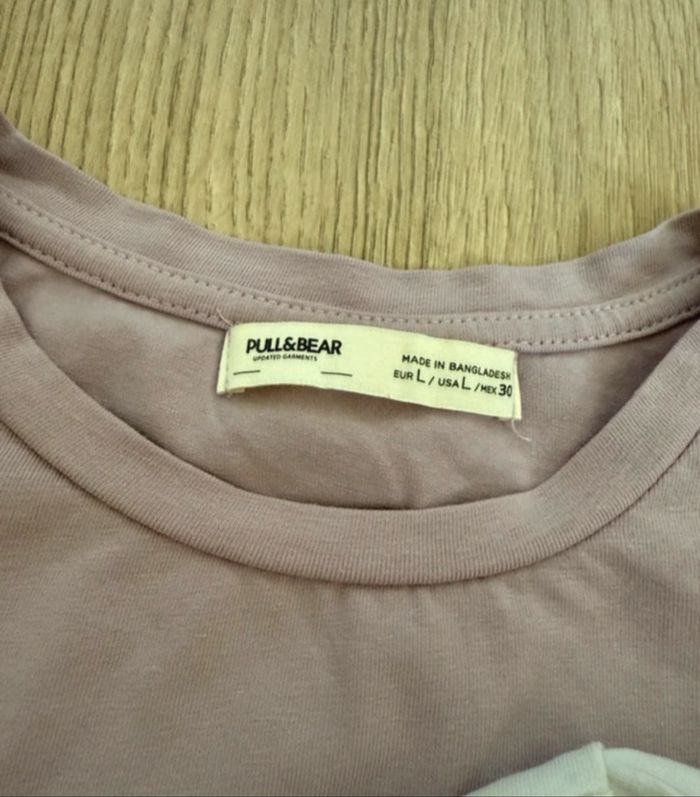 PULL&BEAR
UPDATED GARMENTS
MADE IN BANGLADESH
EUR L / USA L / MEX 30